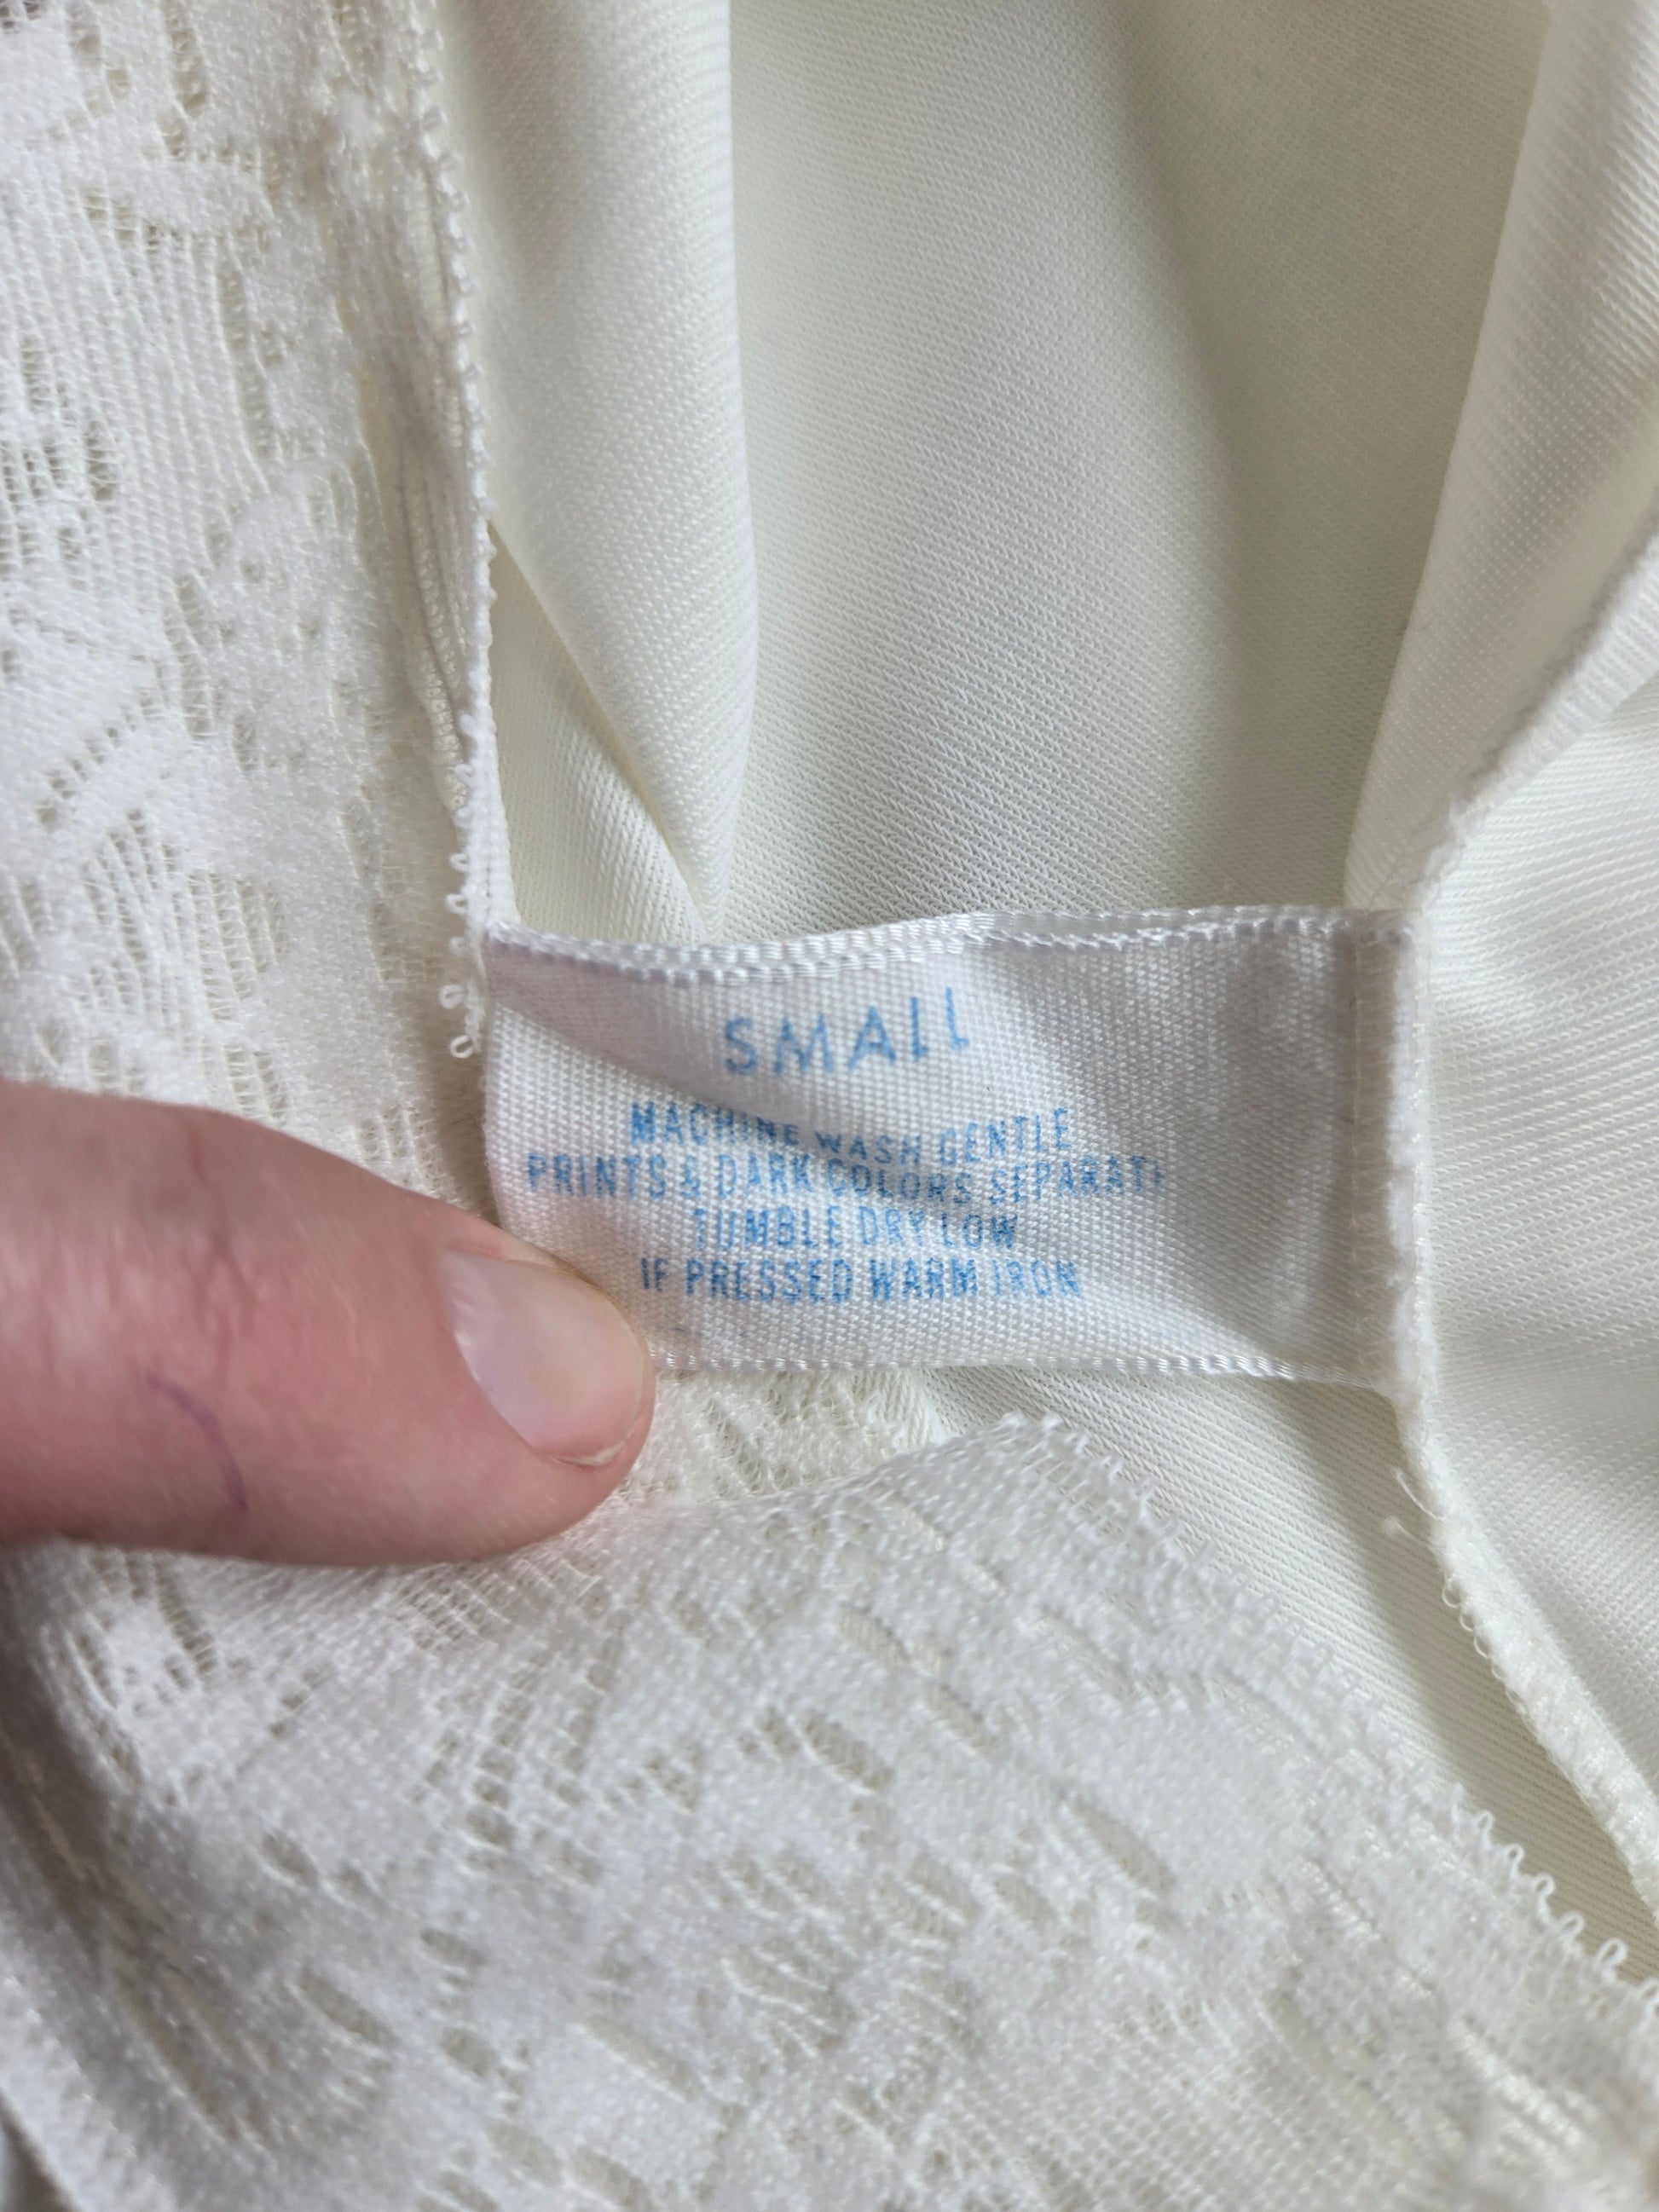 SMALL
MACHINE WASH GENTLE
PRINTS & DARK COLORS SEPARATE
TUMBLE DRY LOW
IF PRESSED WARM IRON